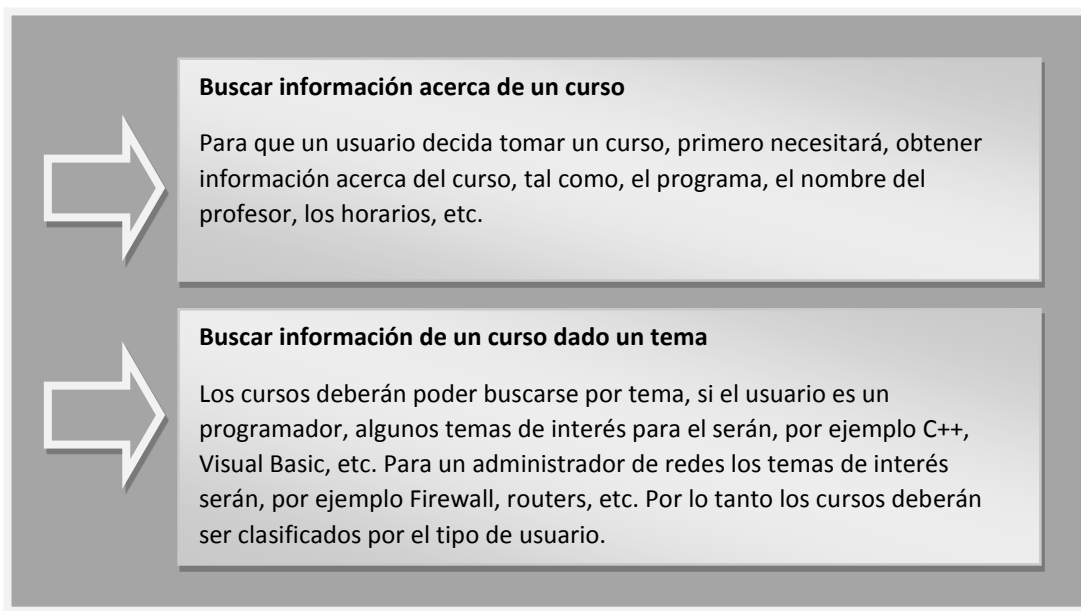 Buscar información acerca de un curso
Para que un usuario decida tomar un curso, primero necesitará, obtener
información acerca del curso, tal como, el programa, el nombre del
profesor, los horarios, etc.
Buscar información de un curso dado un tema
Los cursos deberán poder buscarse por tema, si el usuario es un
programador, algunos temas de interés para el serán, por ejemplo C++,
Visual Basic, etc. Para un administrador de redes los temas de interés
serán, por ejemplo Firewall, routers, etc. Por lo tanto los cursos deberán
ser clasificados por el tipo de usuario.